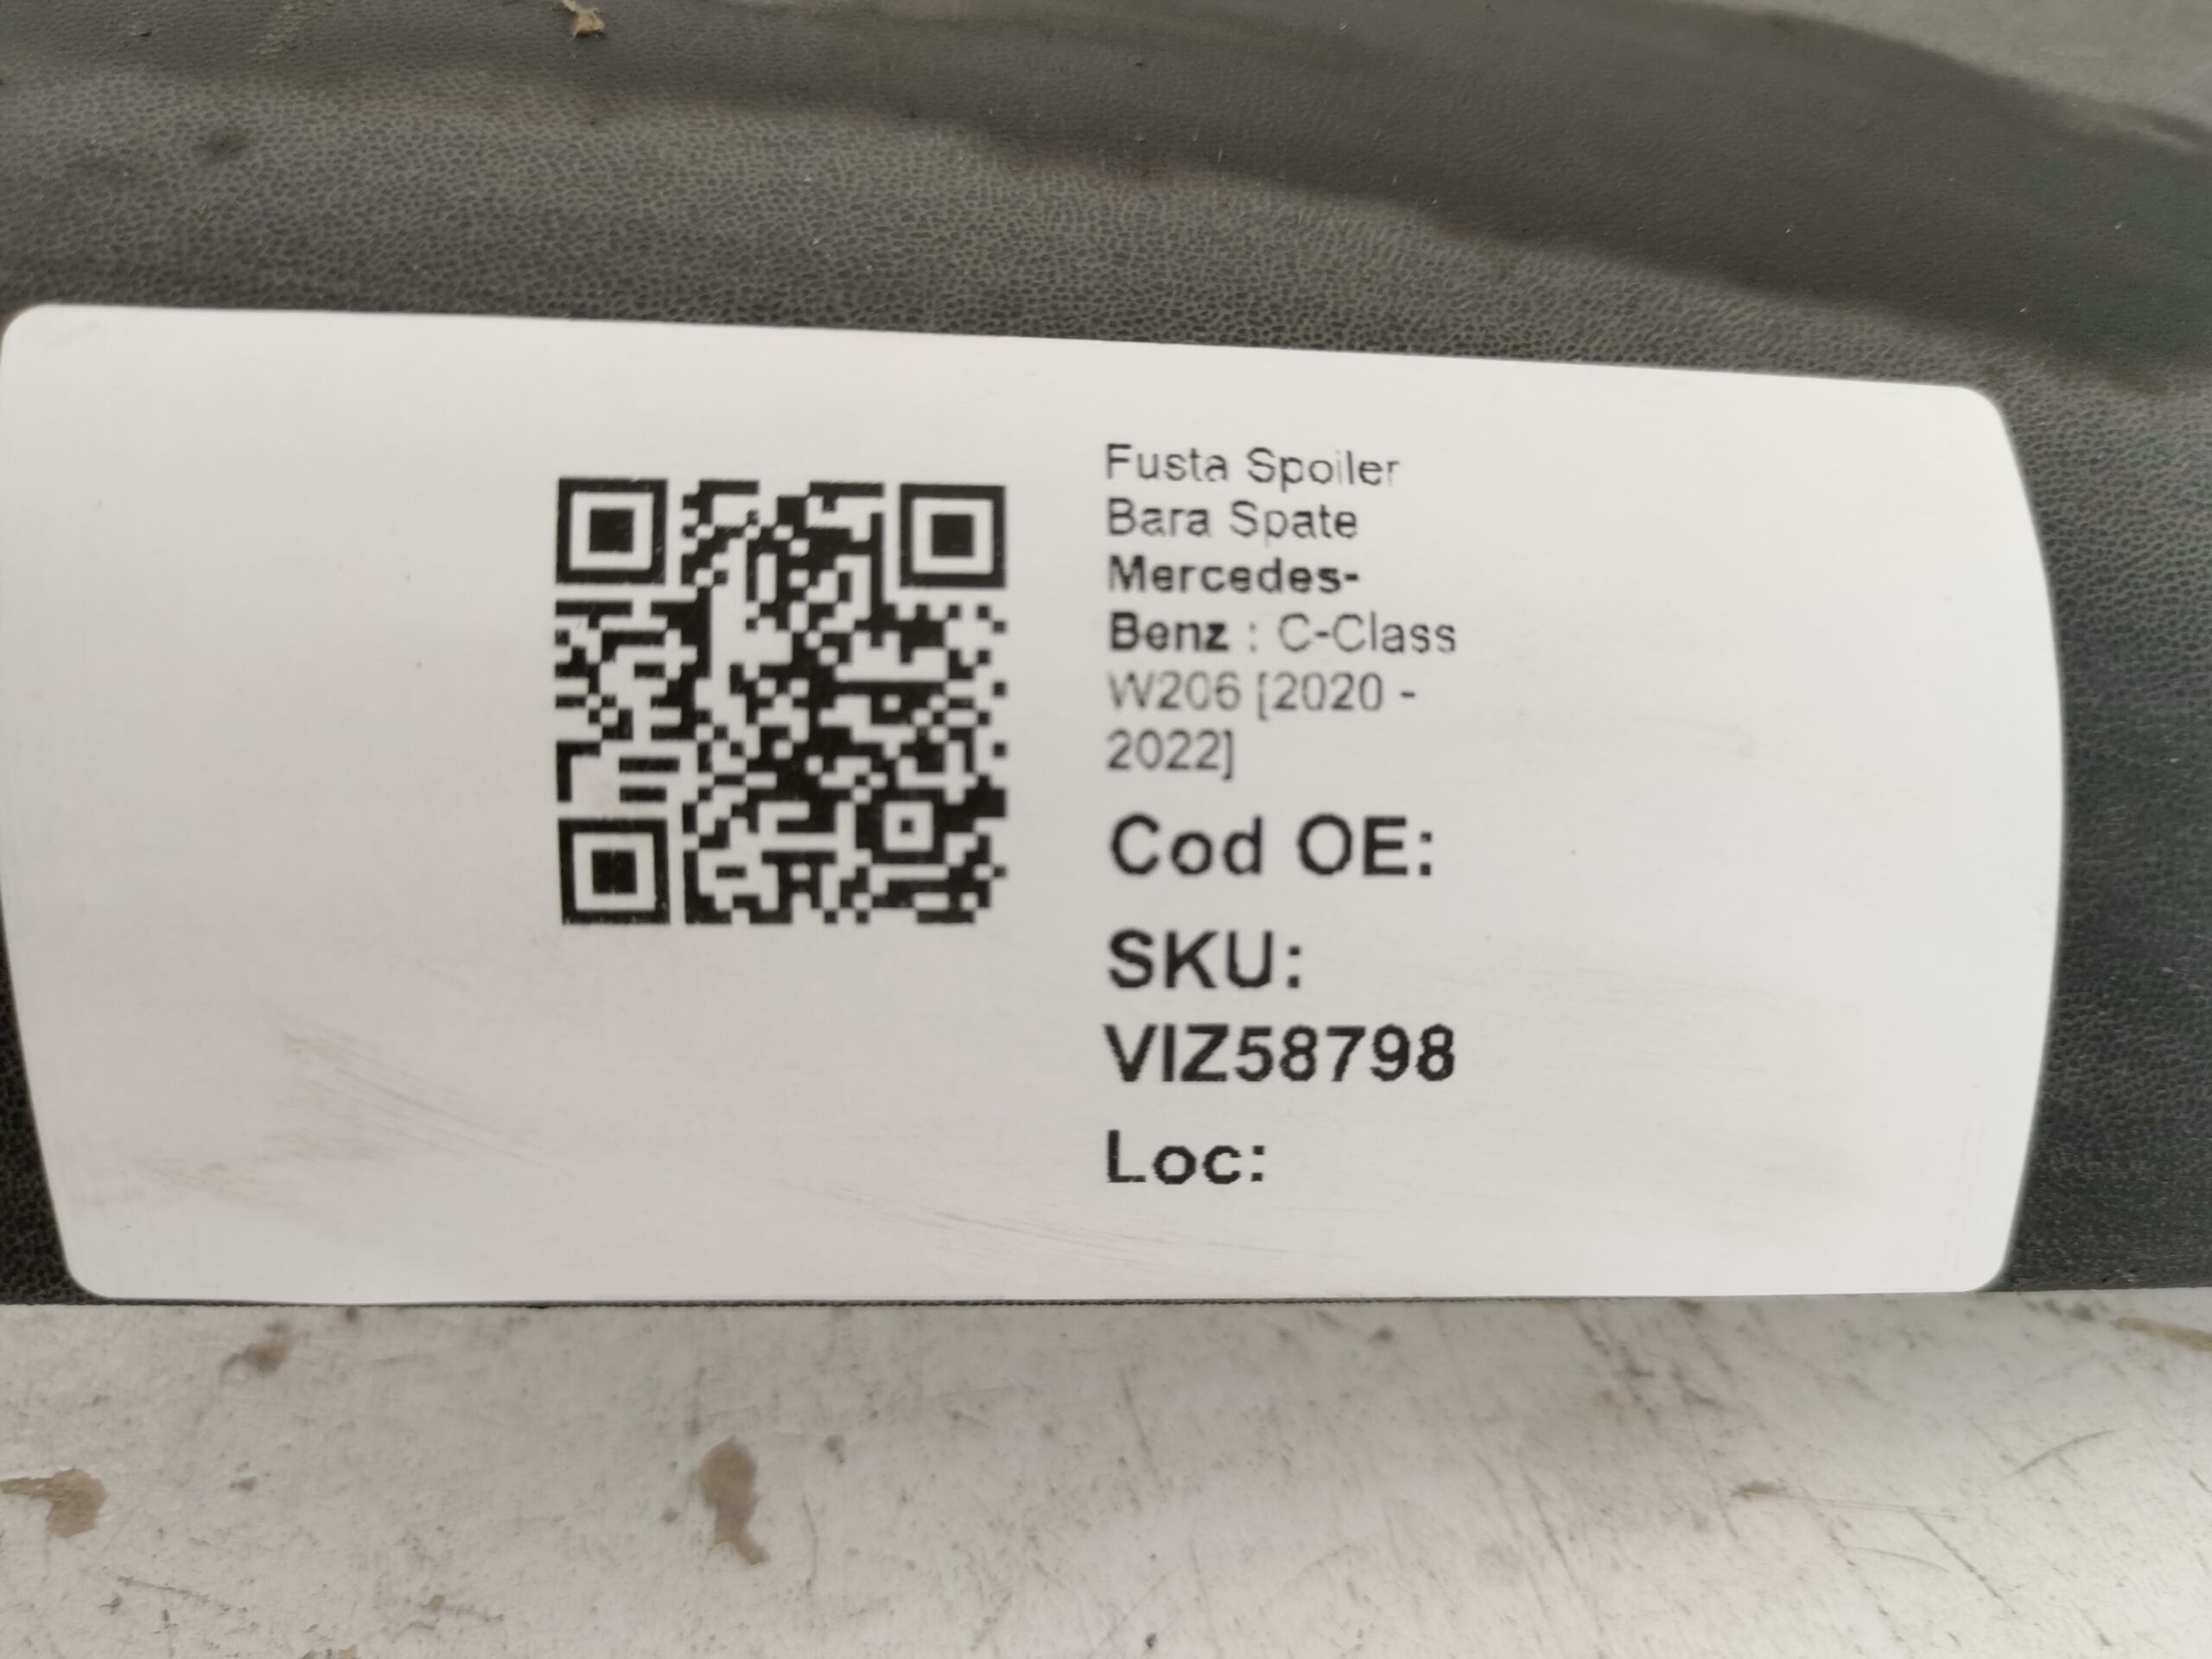 Fusta Spoiler
Bara Spate
Mercedes-
Benz : C-Class
W206 [2020 -
2022]
Cod OE:
SKU:
VIZ58798
Loc: